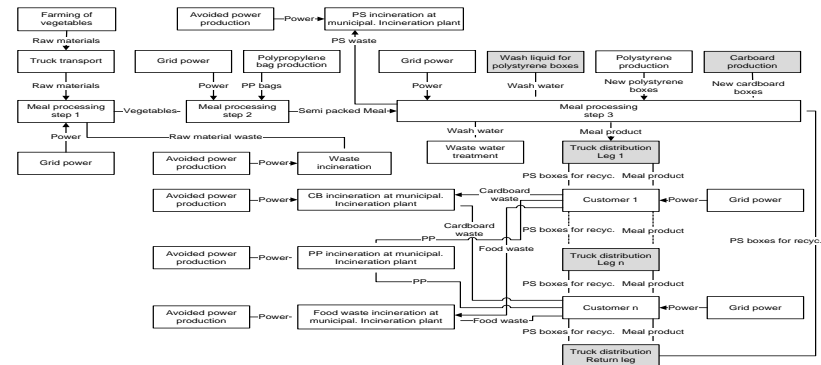 Farming of
vegetables
Avoided power
production
Power
PS incineration at
municipal. Incineration plant
Raw materials
PS waste
Truck transport
Grid power
Polypropylene
bag production
Grid power
Wash liquid for
polystyrene boxes
Polystyrene
production
Carboard
production
Raw materials
Power
PP bags
Power
Wash water
New polystyrene
boxes
New cardboard
boxes
Meal processing
step 1
Vegetables
Meal processing
step 2
Semi packed Meal
Meal processing
step 3
Power
Raw material waste
Wash water
Meal product
Grid power
Avoided power
production
Power
Waste
incineration
Waste water
treatment
Truck distribution
Leg 1
PS boxes for recyc.
Meal product
Avoided power
production
Power
CB incineration at municipal.
Incineration plant
Cardboard
waste
Customer 1
Power
Grid power
Cardboard
waste
PS boxes for recyc.
Meal product
PP
Food waste
PS boxes for recyc.
Avoided power
production
Power
PP incineration at municipal.
Incineration plant
Truck distribution
Leg n
PP
PS boxes for recyc.
Meal product
Avoided power
production
Power
Food waste incineration at
municipal. Incineration plant
Food waste
Customer n
Power
Grid power
PS boxes for recyc.
Meal product
Truck distribution
Return leg